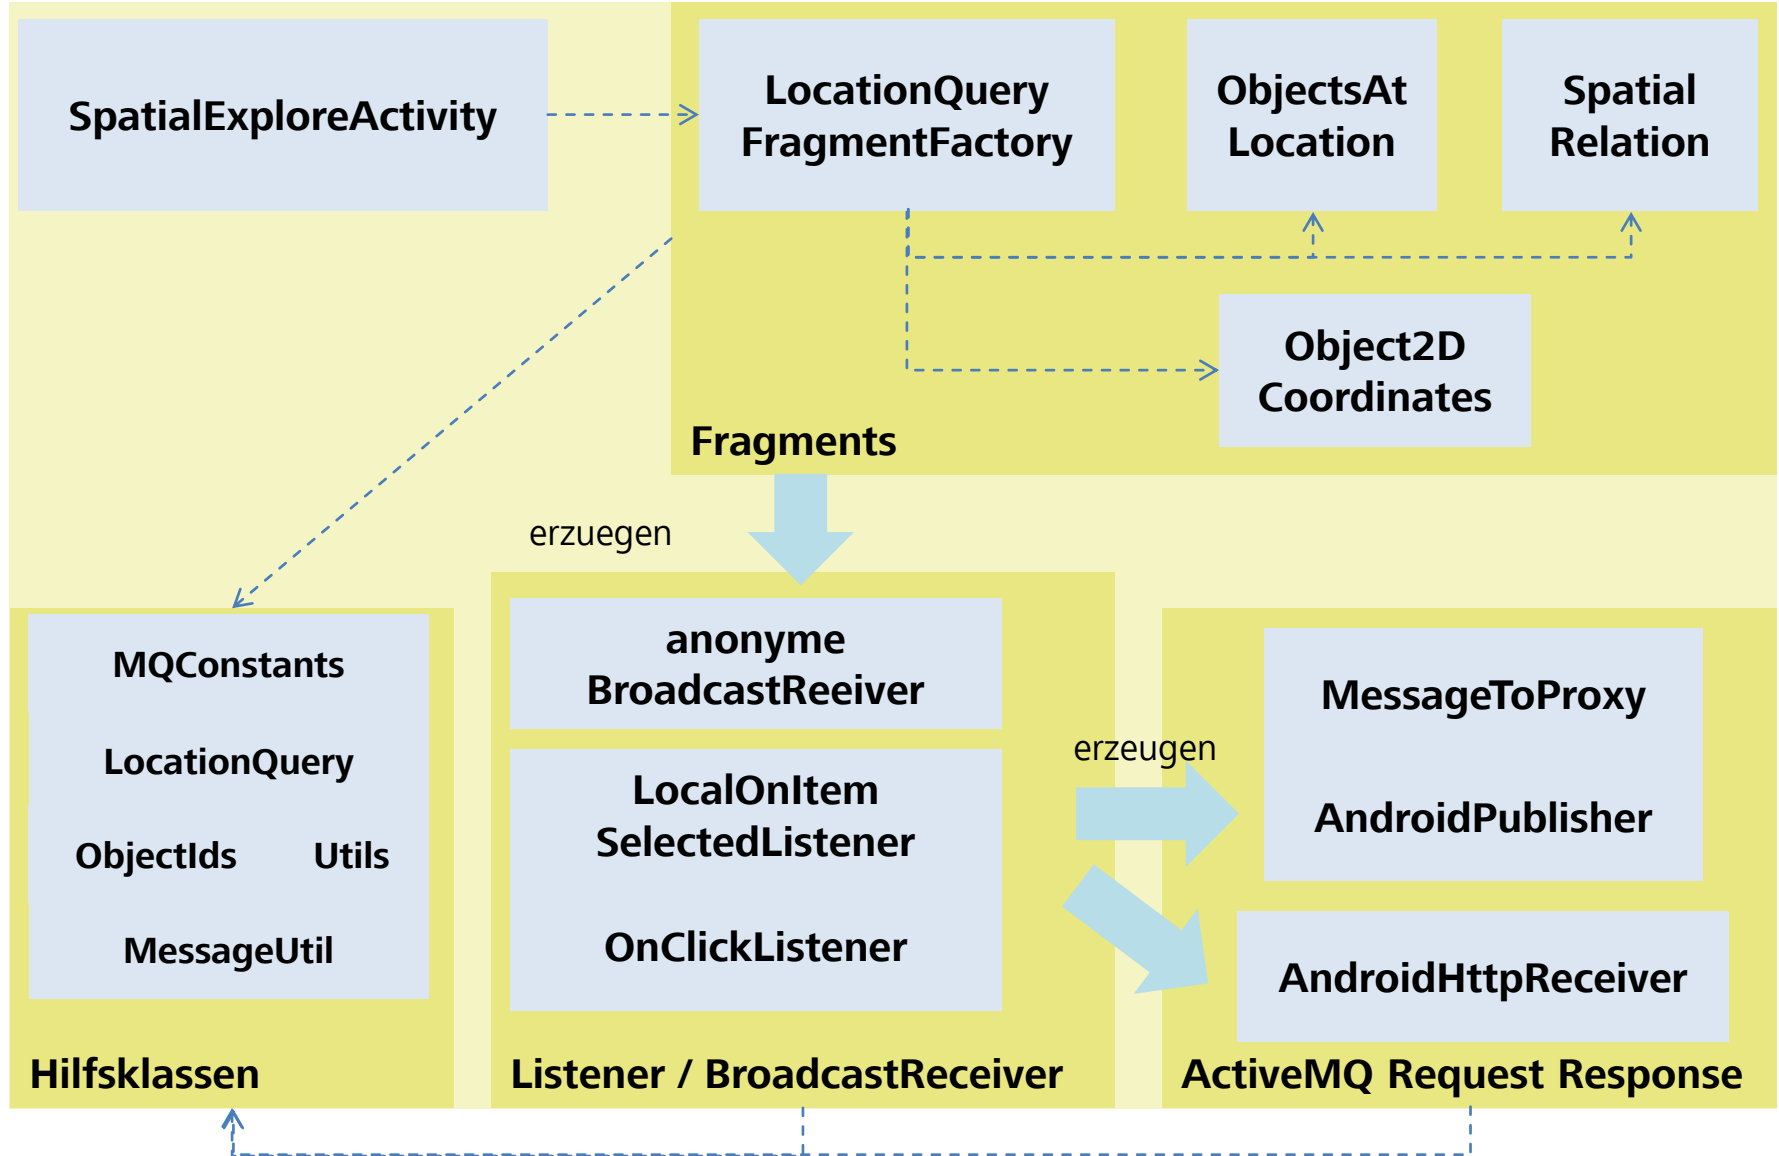 SpatialExploreActivity
LocationQuery
FragmentFactory
ObjectsAt
Location
Spatial
Relation
Object2D
Coordinates
Fragments
erzuegen
MQConstants
LocationQuery
ObjectIds Utils
MessageUtil
Hilfsklassen
anonyme
BroadcastReeiver
LocalOnItem
SelectedListener
OnClickListener
Listener / BroadcastReceiver
erzeugen
MessageToProxy
AndroidPublisher
AndroidHttpReceiver
ActiveMQ Request Response